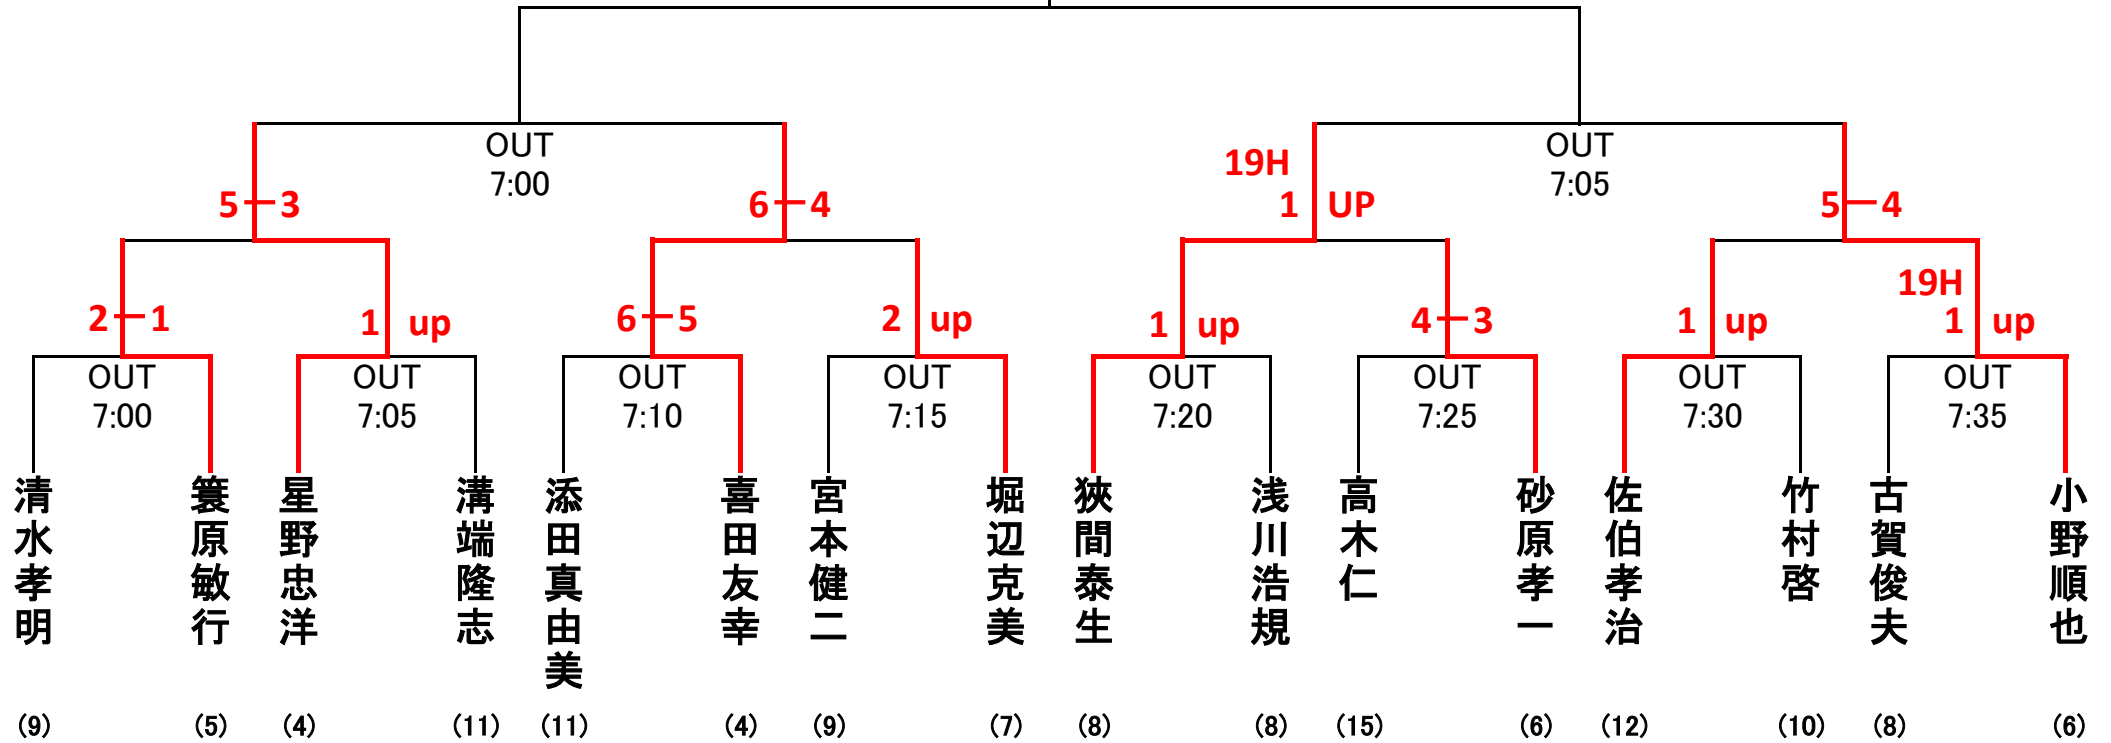 OUT
7:00
OUT
7:05
19H
5 3
6 4
1 UP
5 4
19H
2 1
1 up
6 5
2 up
1 up
4 3
1 up
1 up
OUT
7:00
OUT
7:05
OUT
7:10
OUT
7:15
OUT
7:20
OUT
7:25
OUT
7:30
OUT
7:35
清水孝明
簑原敏行
星野忠洋
溝端隆志
添田真由美
喜田友幸
宮本健二
堀辺克美
狹間泰生
浅川浩規
高木仁
砂原孝一
佐伯孝治
竹村啓
古賀俊夫
小野順也
(9)
(5)
(4)
(11)
(11)
(4)
(9)
(7)
(8)
(8)
(15)
(6)
(12)
(10)
(8)
(6)